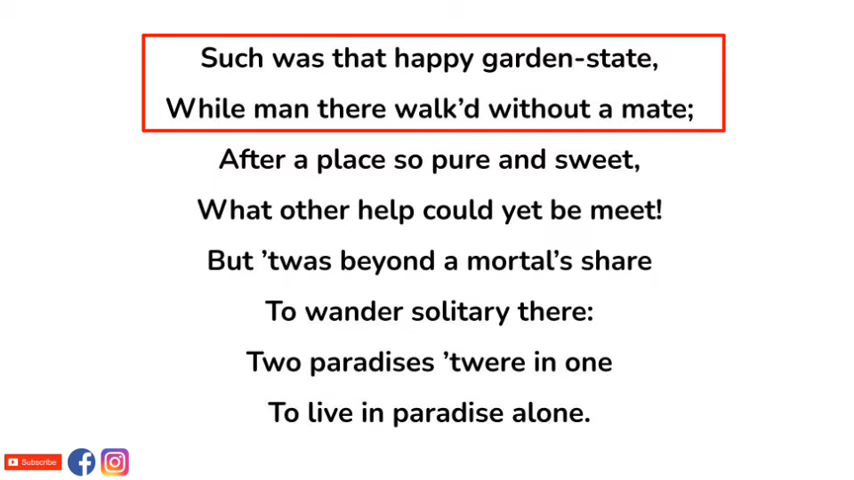 Such was that happy garden-state,
While man there walk’d without a mate;
After a place so pure and sweet,
What other help could yet be meet!
But ’twas beyond a mortal’s share
To wander solitary there:
Two paradises ’twere in one
To live in paradise alone.
Subscribe